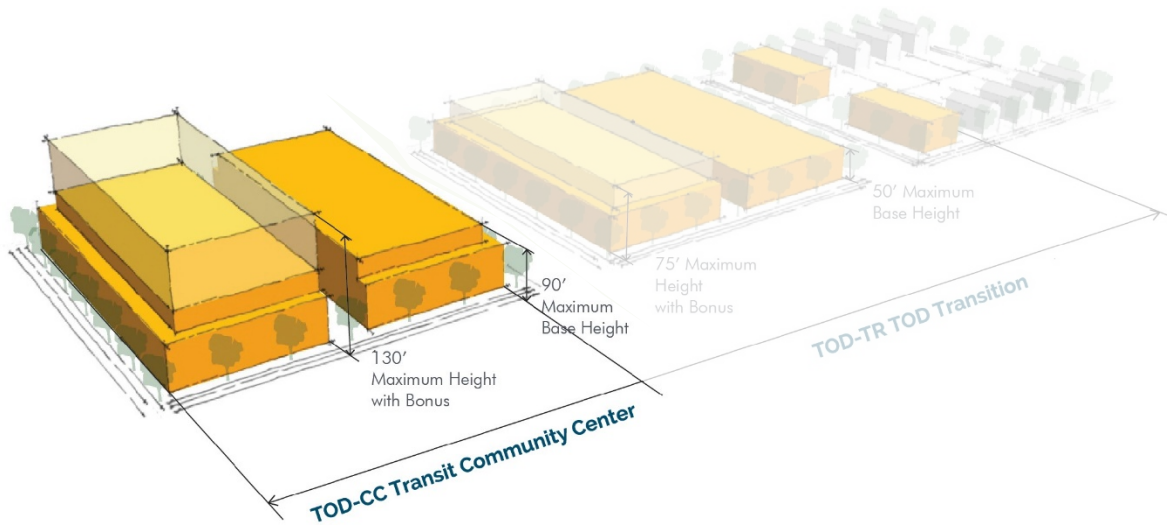 50' Maximum
Base Height
75' Maximum
Height
with Bonus
90'
Maximum
Base Height
130'
Maximum Height
with Bonus
TOD-TR TOD Transition
TOD-CC Transit Community Center